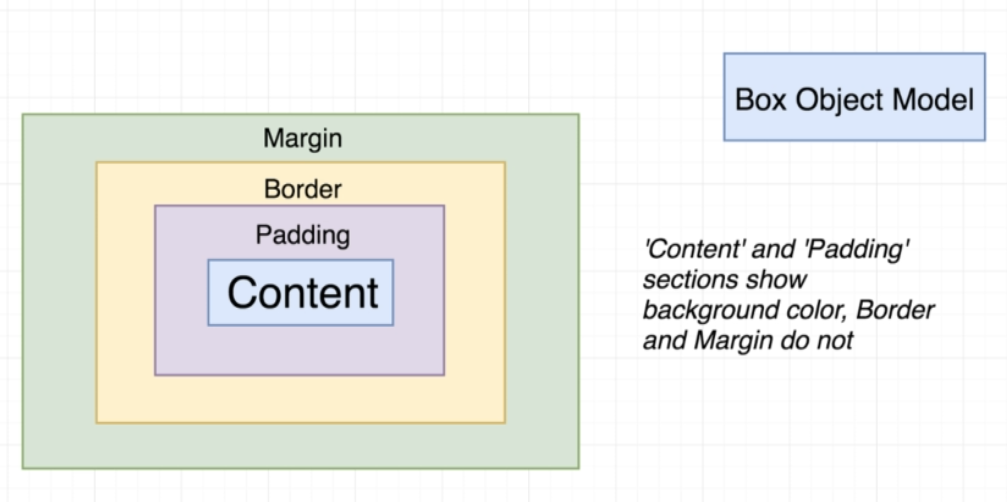 Box Object Model
Margin
Border
Padding
Content
'Content' and 'Padding'
sections show
background color, Border
and Margin do not